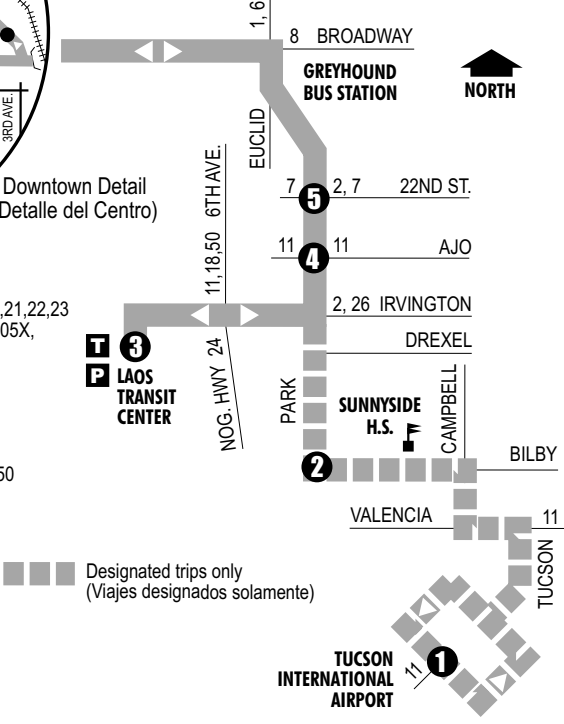 1, 6
8 BROADWAY
GREYHOUND
BUS STATION
NORTH
3RD AVE.
EUCLID
Downtown Detail
Detalle del Centro)
11,18,50 6TH AVE.
7 5 2, 7 22ND ST.
11 4 11 AJO
,21,22,23
05X,
2, 26 IRVINGTON
DREXEL
T 3
P LAOS
TRANSIT
CENTER
NOG. HWY 24
PARK
SUNNYSIDE
H.S.
CAMPBELL
2
BILBY
50
VALENCIA
11
TUCSON
Designated trips only
(Viajes designados solamente)
TUCSON
INTERNATIONAL
AIRPORT
11
1